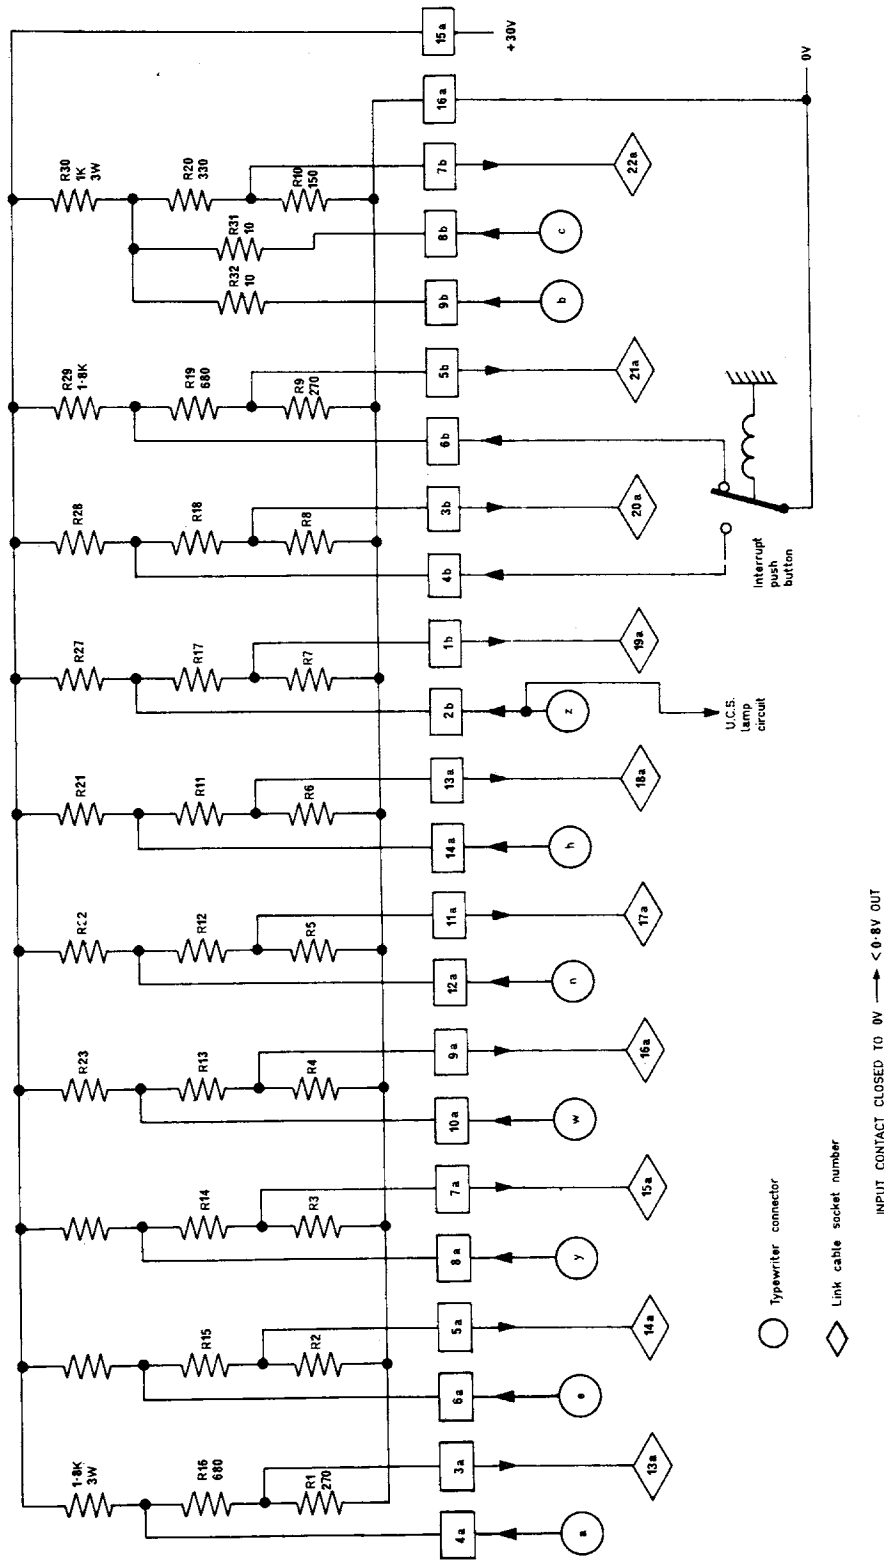 15a
+30V
16a
0V
R30
1K
3W
R20
330
R10
150
7b
22a
R31
10
8b
c
R32
10
9b
b
R29
1·8K
R19
680
R9
270
5b
21a
6b
R28
R18
R8
3b
20a
4b
Interrupt
push
button
R27
R17
R7
1b
19a
2b
z
U.C.S.
lamp
circuit
R21
R11
R6
13a
18a
14a
h
R22
R12
R5
11a
17a
12a
n
R23
R13
R4
9a
16a
10a
w
R14
R3
7a
15a
8a
y
R15
R2
5a
14a
6a
e
1·8K
3W
R16
680
R1
270
3a
13a
4a
a
Typewriter connector
Link cable socket number
INPUT CONTACT CLOSED TO 0V → <0·8V OUT